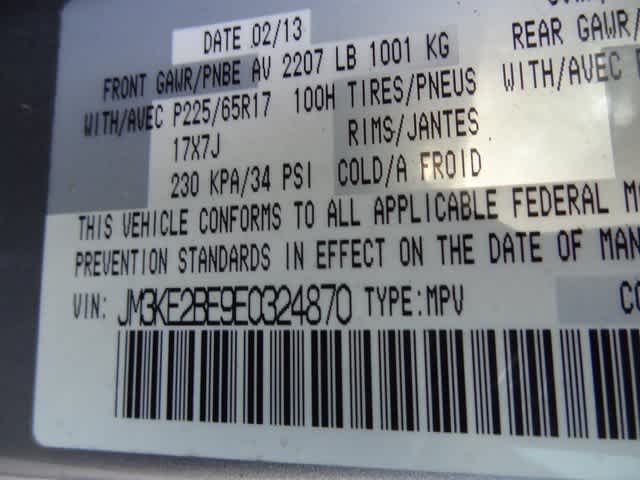 DATE 02/13
FRONT GAWR/PNBE AV 2207 LB 1001 KG REAR GAWR/
WITH/AVEC P225/65R17 100H TIRES/PNEUS WITH/AVEC
17X7J RIMS/JANTES
230 KPA/34 PSI COLD/A FROID
THIS VEHICLE CONFORMS TO ALL APPLICABLE FEDERAL M
PREVENTION STANDARDS IN EFFECT ON THE DATE OF MAN
VIN: JM3KE2BE9E0324870 TYPE:MPV CO